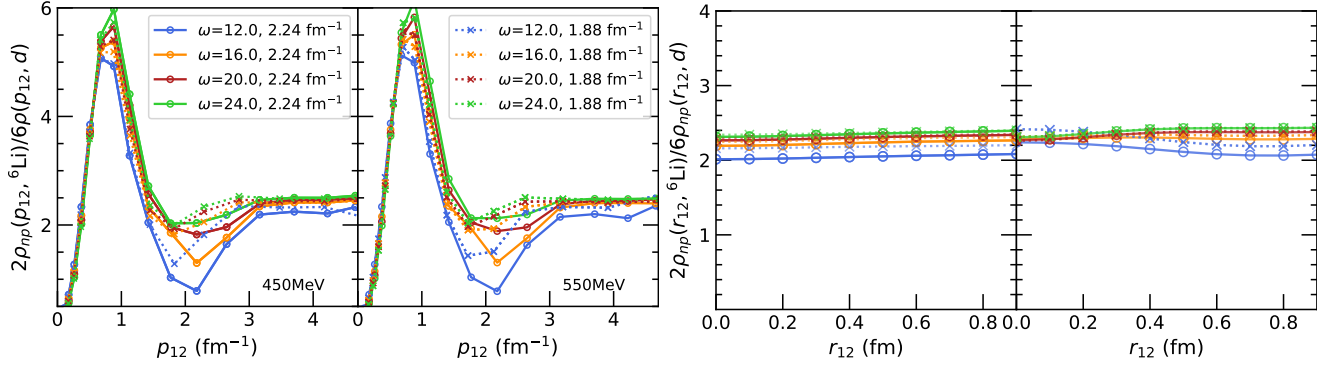 2ρnp(p12, ⁶Li)/6ρ(p12, d)
6
4
2
ω=12.0, 2.24 fm⁻¹
ω=16.0, 2.24 fm⁻¹
ω=20.0, 2.24 fm⁻¹
ω=24.0, 2.24 fm⁻¹
450MeV
0 1 2 3 4
p12 (fm⁻¹)
ω=12.0, 1.88 fm⁻¹
ω=16.0, 1.88 fm⁻¹
ω=20.0, 1.88 fm⁻¹
ω=24.0, 1.88 fm⁻¹
550MeV
0 1 2 3 4
p12 (fm⁻¹)
2ρnp(r12, ⁶Li)/6ρnp(r12, d)
4
3
2
1
0
0.0 0.2 0.4 0.6 0.8 0.0 0.2 0.4 0.6 0.8
r12 (fm)
r12 (fm)